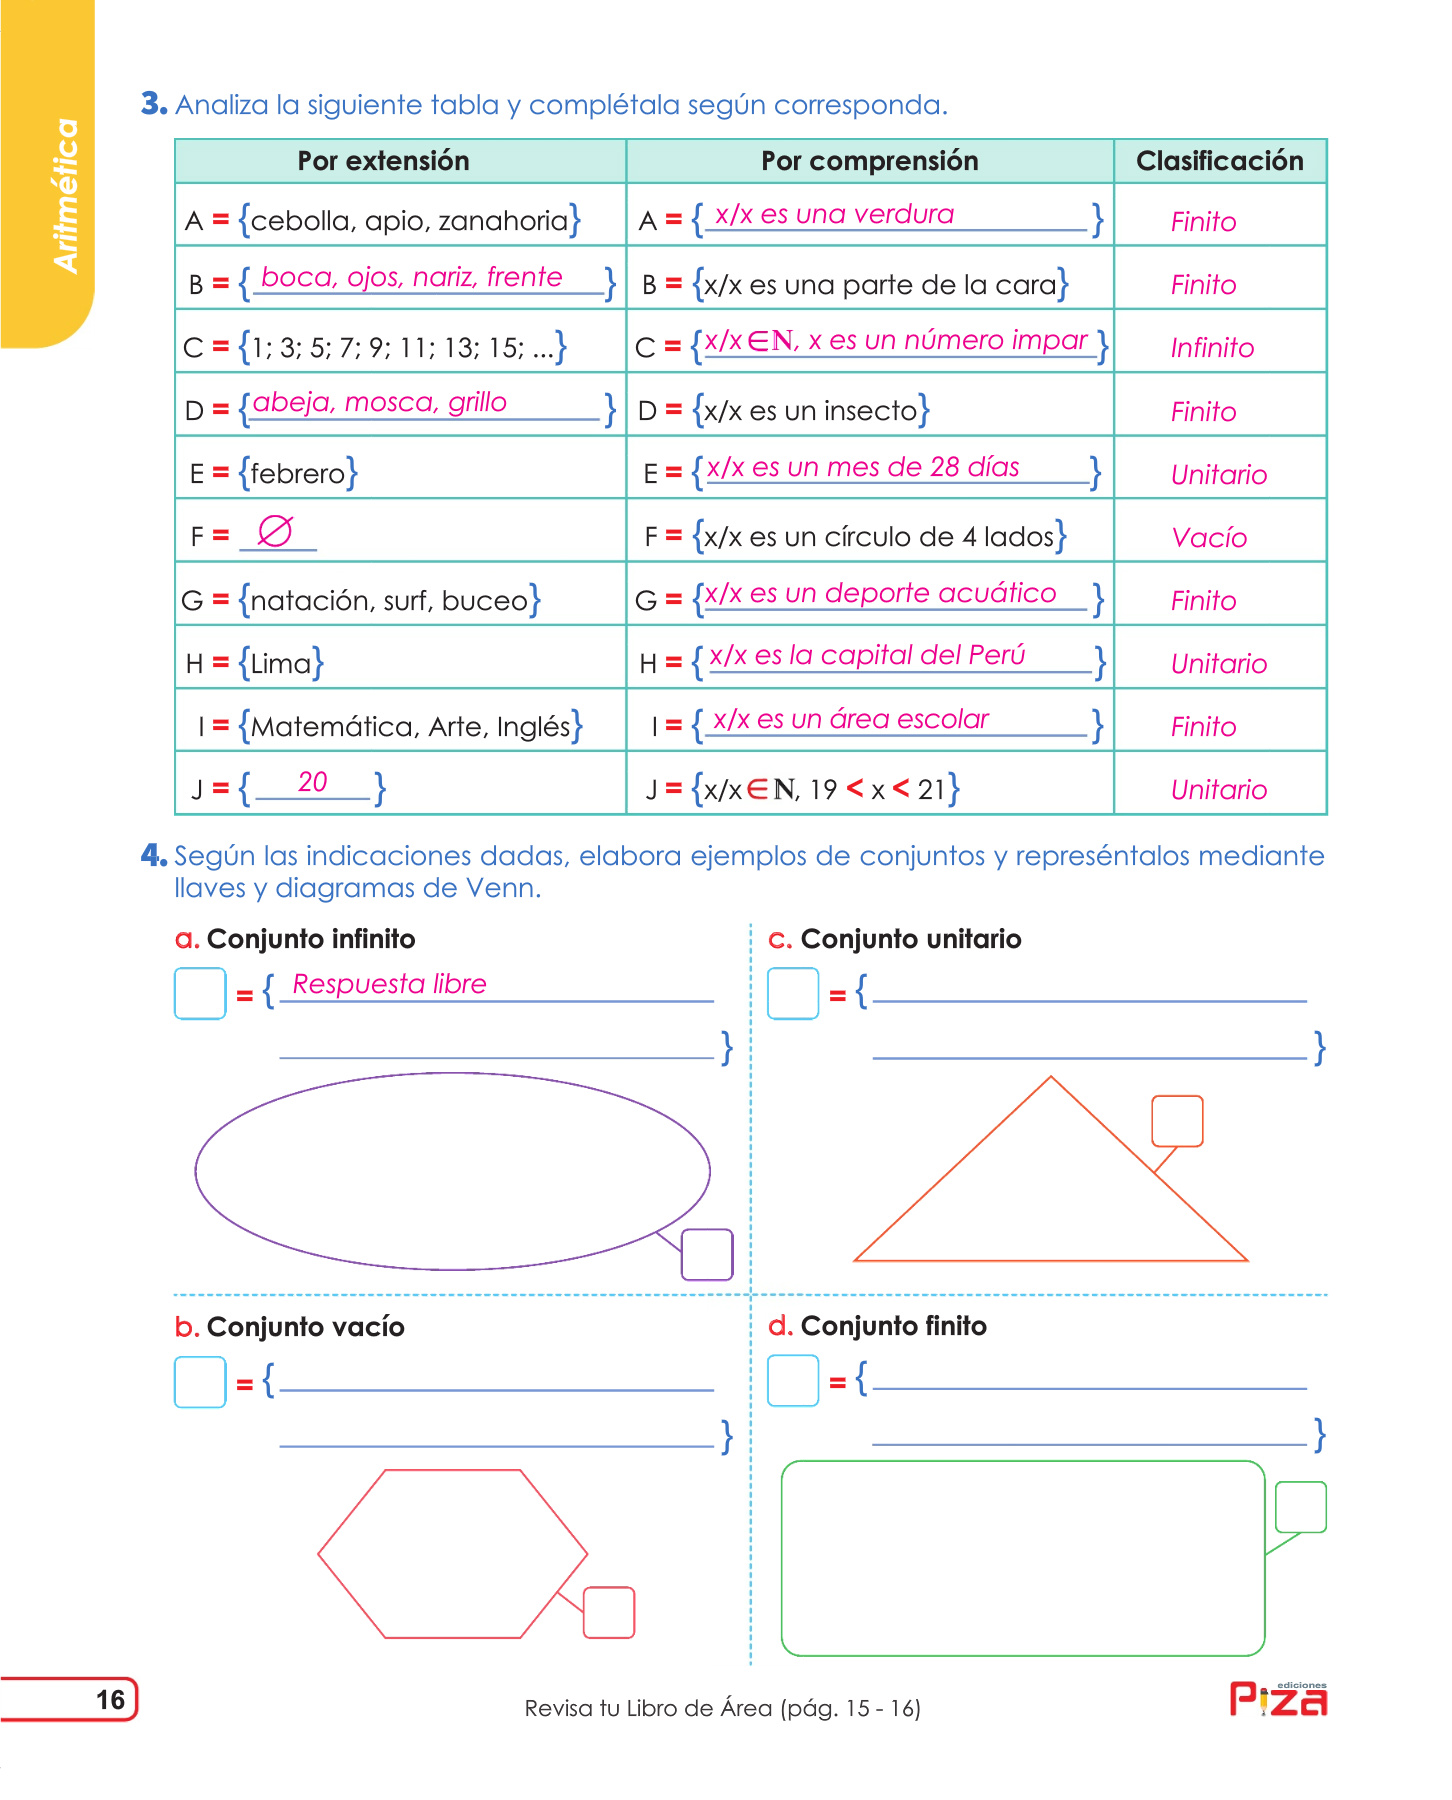 Aritmética
3. Analiza la siguiente tabla y complétala según corresponda.
Por extensión Por comprensión Clasificación
A = {cebolla, apio, zanahoria} A = { x/x es una verdura } Finito
B = { boca, ojos, nariz, frente } B = {x/x es una parte de la cara} Finito
C = {1; 3; 5; 7; 9; 11; 13; 15; ...} C = {x/x∈N, x es un número impar } Infinito
D = {abeja, mosca, grillo } D = {x/x es un insecto} Finito
E = {febrero} E = {x/x es un mes de 28 días } Unitario
F = ∅ F = {x/x es un círculo de 4 lados} Vacío
G = {natación, surf, buceo} G = {x/x es un deporte acuático } Finito
H = {Lima} H = { x/x es la capital del Perú } Unitario
I = {Matemática, Arte, Inglés} I = { x/x es un área escolar } Finito
J = { 20 } J = {x/x∈N, 19 < x < 21} Unitario
4. Según las indicaciones dadas, elabora ejemplos de conjuntos y represéntalos mediante
llaves y diagramas de Venn.
a. Conjunto infinito
= { Respuesta libre
}
c. Conjunto unitario
= {
}
b. Conjunto vacío
= {
}
d. Conjunto finito
= {
}
16
Revisa tu Libro de Área (pág. 15 - 16)
ediciones
PIZA